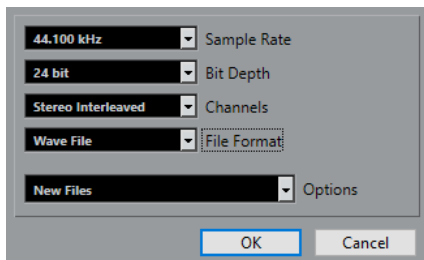 44.100 kHz Sample Rate
24 bit Bit Depth
Stereo Interleaved Channels
Wave File File Format
New Files Options
OK Cancel